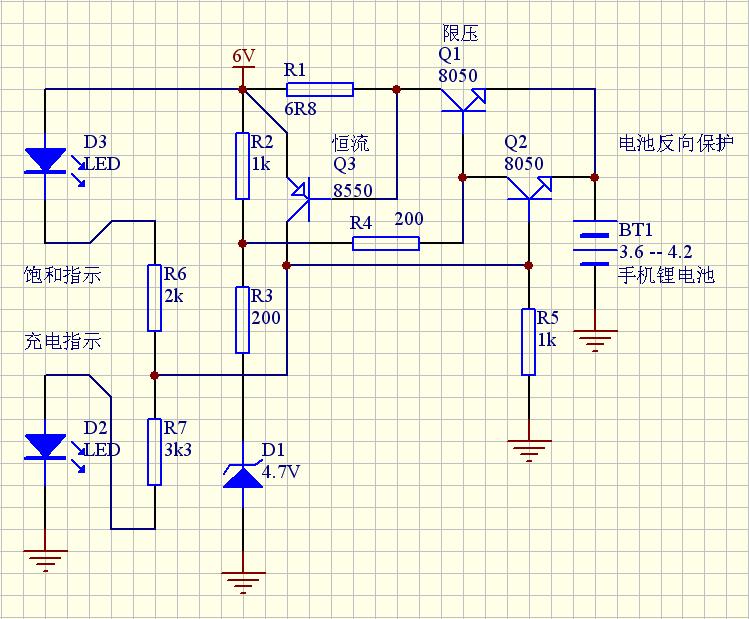 限压
Q1
8050
6V
R1
6R8
D3
LED
R2
1k
恒流
Q3
8550
Q2
8050
电池反向保护
R4
200
BT1
3.6 -- 4.2
手机锂电池
饱和指示
R6
2k
R3
200
R5
1k
充电指示
D2
LED
R7
3k3
D1
4.7V